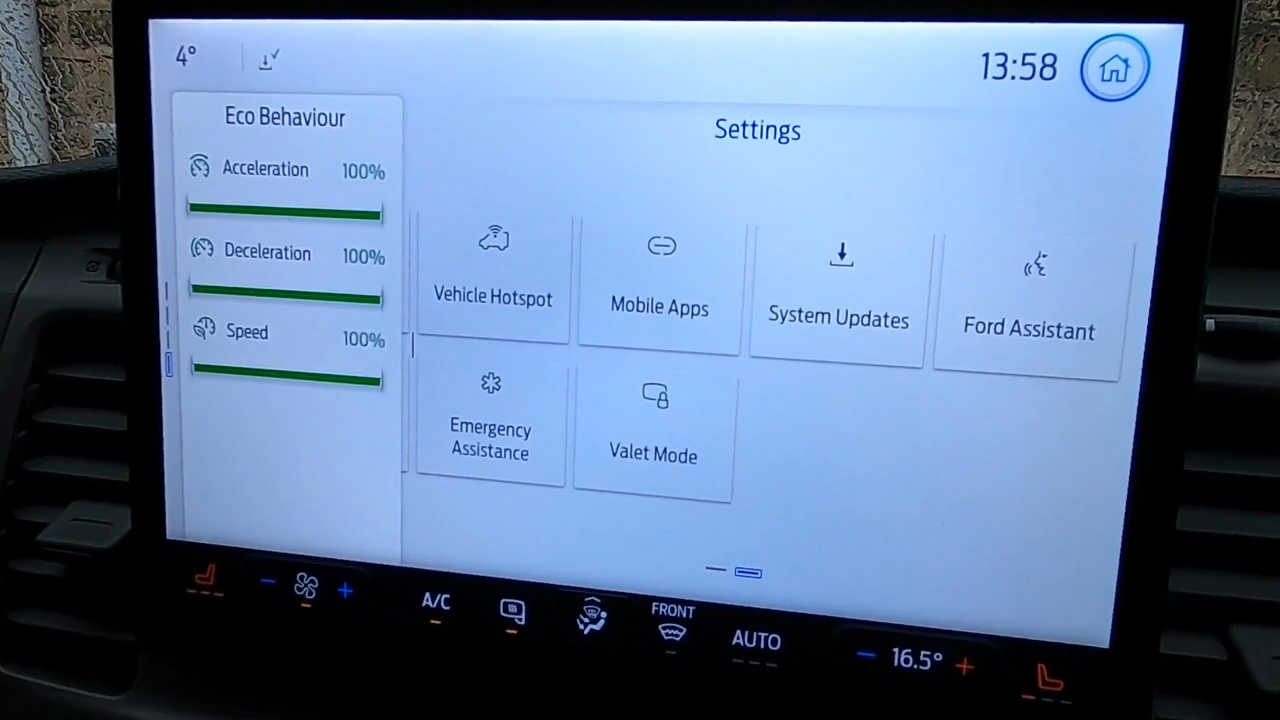 4°
13:58
Eco Behaviour
Acceleration 100%
Deceleration 100%
Speed 100%
Settings
Vehicle Hotspot
Mobile Apps
System Updates
Ford Assistant
Emergency
Assistance
Valet Mode
A/C
FRONT
AUTO
16.5°